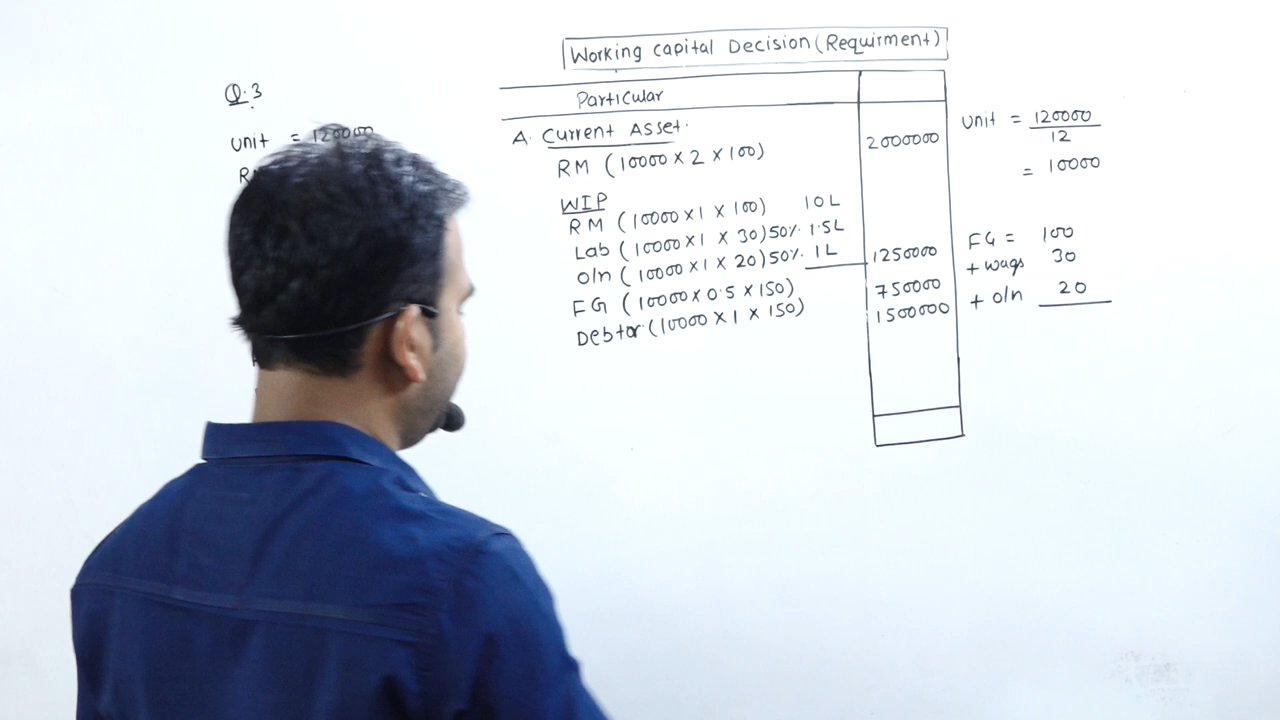 Working Capital Decision (Requirment)
Q.3
unit = 120000
Particular
A. Current Asset.
RM (10000 × 2 × 100) 2000000
WIP
RM (10000 × 1 × 100) 10L
Lab (10000 × 1 × 30) 50% 1.5L
o/n (10000 × 1 × 20) 50% 1L 1250000
FG (10000 × 0.5 × 150) 750000
Debtor (10000 × 1 × 150) 1500000
unit = 120000
12
= 10000
FG = 100
+ wags 30
+ o/n 20